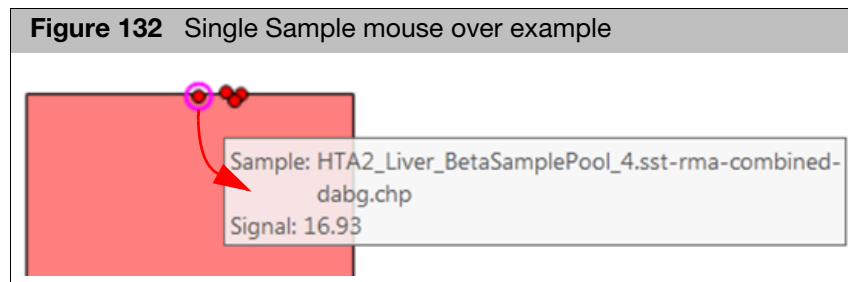 Figure 132 Single Sample mouse over example
Sample: HTA2_Liver_BetaSamplePool_4.sst-rma-combined-
dabg.chp
Signal: 16.93